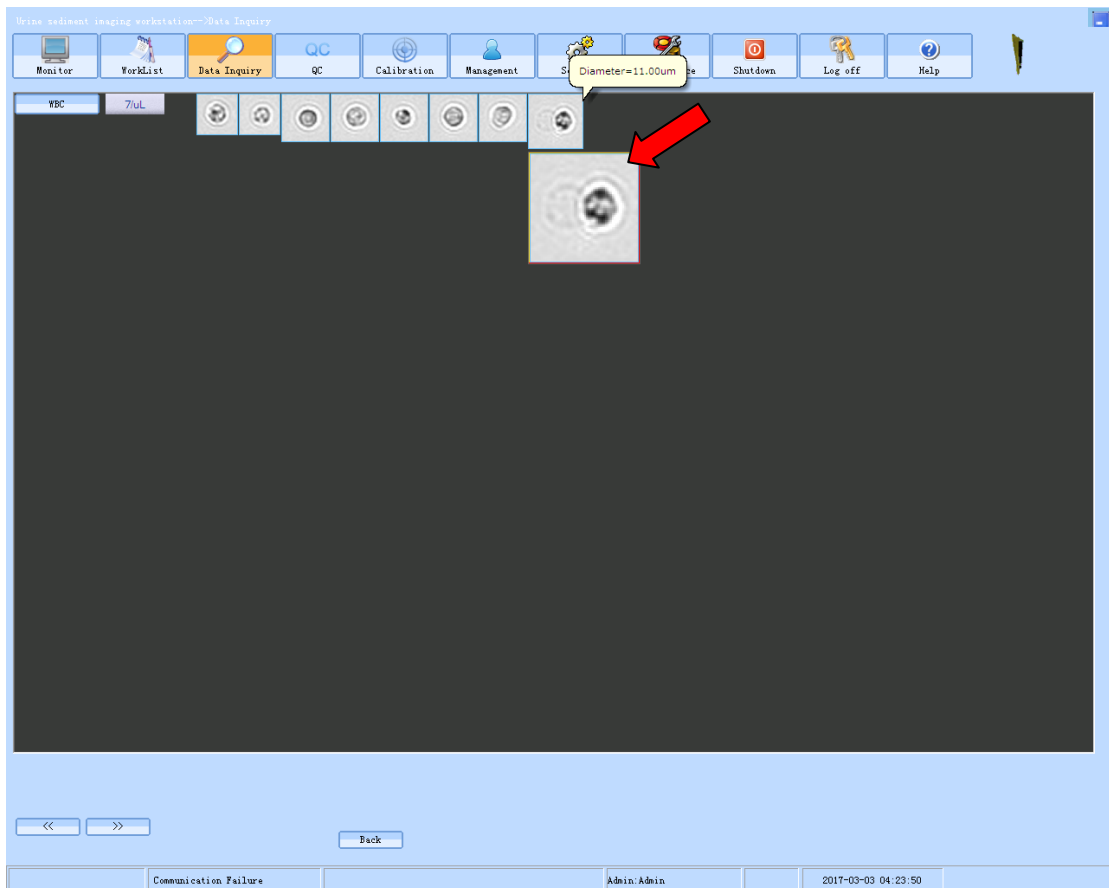 Urine sediment imaging workstation-->Data Inquiry
Monitor WorkList Data Inquiry QC QC Calibration Management Shutdown Log off Help
Diameter=11.00um
WBC 7/uL
<< >>
Back
Communication Failure Admin:Admin 2017-03-03 04:23:50